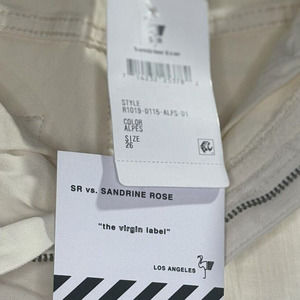 Sandrine Rose
STYLE
R1019-0115-ALPS-01
COLOR
ALPES
SIZE
26
SR vs. SANDRINE ROSE
"the virgin label"
LOS ANGELES